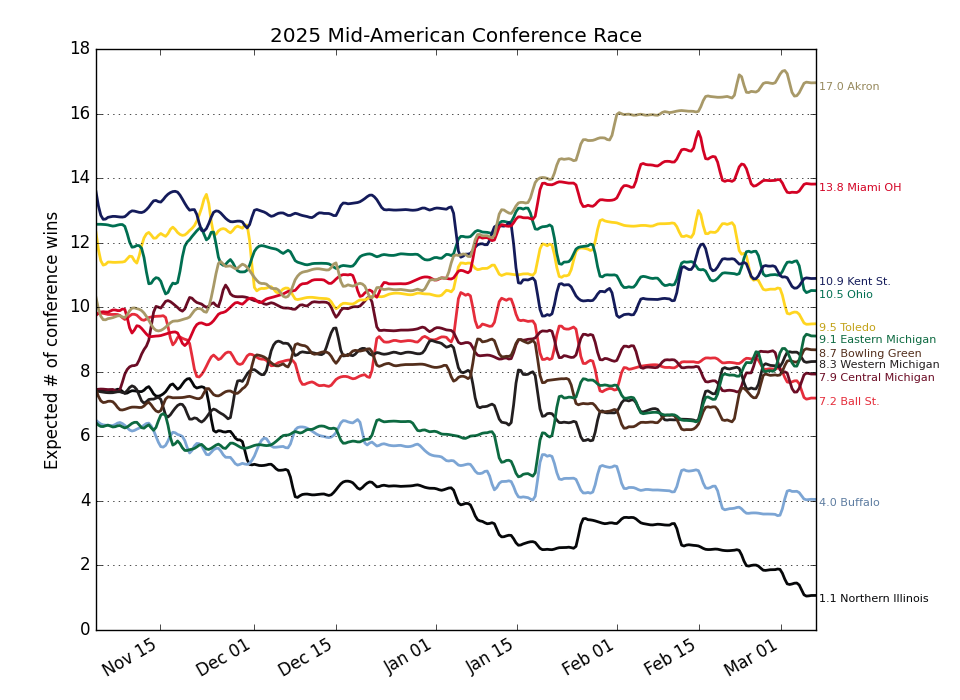 2025 Mid-American Conference Race
Expected # of conference wins
18
16
14
12
10
8
6
4
2
0
17.0 Akron
13.8 Miami OH
10.9 Kent St.
10.5 Ohio
9.5 Toledo
9.1 Eastern Michigan
8.7 Bowling Green
8.3 Western Michigan
7.9 Central Michigan
7.2 Ball St.
4.0 Buffalo
1.1 Northern Illinois
Nov 15
Dec 01
Dec 15
Jan 01
Jan 15
Feb 01
Feb 15
Mar 01